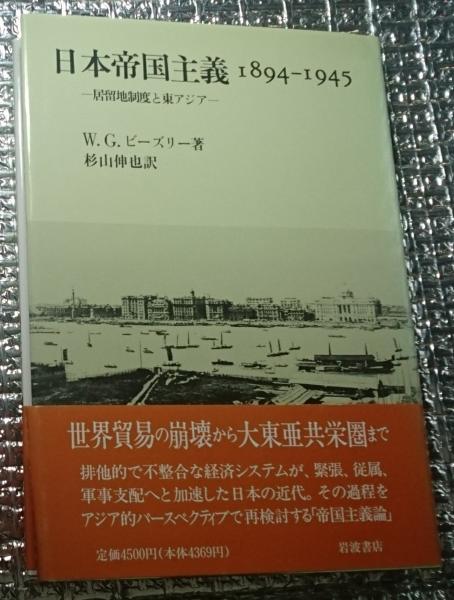 日本帝国主義 1894-1945
—居留地制度と東アジア—
W. G. ビーズリー著
杉山伸也訳
世界貿易の崩壊から大東亜共栄圏まで
排他的で不整合な経済システムが、緊張、従属、
軍事支配へと加速した日本の近代。その過程を
アジア的パースペクティブで再検討する「帝国主義論」
定価4500円(本体4369円)
岩波書店